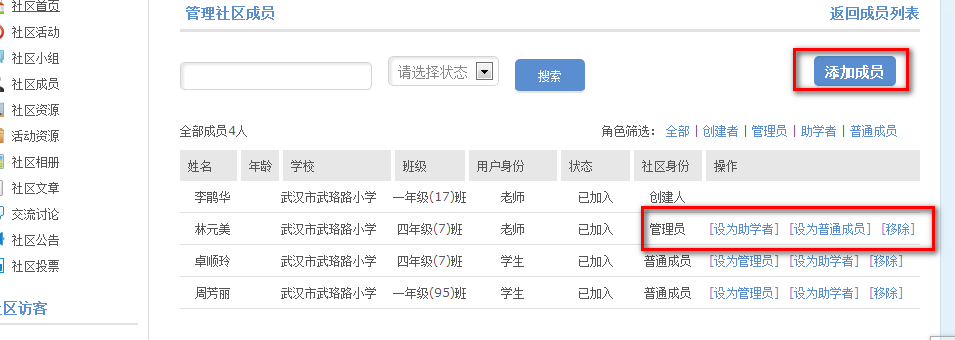 社区首页
社区活动
社区小组
社区成员
社区资源
活动资源
社区相册
社区文章
交流讨论
社区公告
社区投票
区访客
管理社区成员 返回成员列表
请选择状态 搜索 添加成员
全部成员4人 角色筛选: 全部 | 创建者 | 管理员 | 助学者 | 普通成员
姓名 年龄 学校 班级 用户身份 状态 社区身份 操作
李鹃华 武汉市武珞路小学 一年级(17)班 老师 已加入 创建人
林元美 武汉市武珞路小学 四年级(7)班 老师 已加入 管理员 [设为助学者] [设为普通成员] [移除]
卓顺玲 武汉市武珞路小学 四年级(7)班 学生 已加入 普通成员 [设为管理员] [设为助学者] [移除]
周芳丽 武汉市武珞路小学 一年级(95)班 学生 已加入 普通成员 [设为管理员] [设为助学者] [移除]